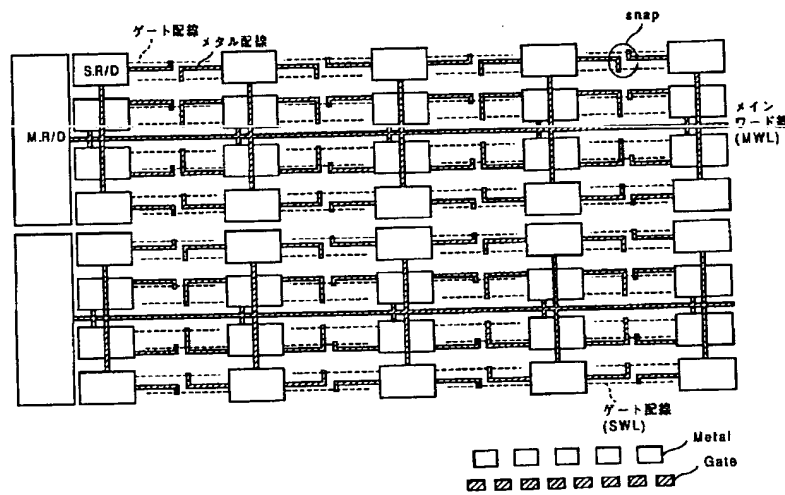 snap
ゲート配線
メタル配線
S.R/D
M.R/D
メイン
ワード線
(MWL)
ゲート配線
(SWL)
Metal
Gate